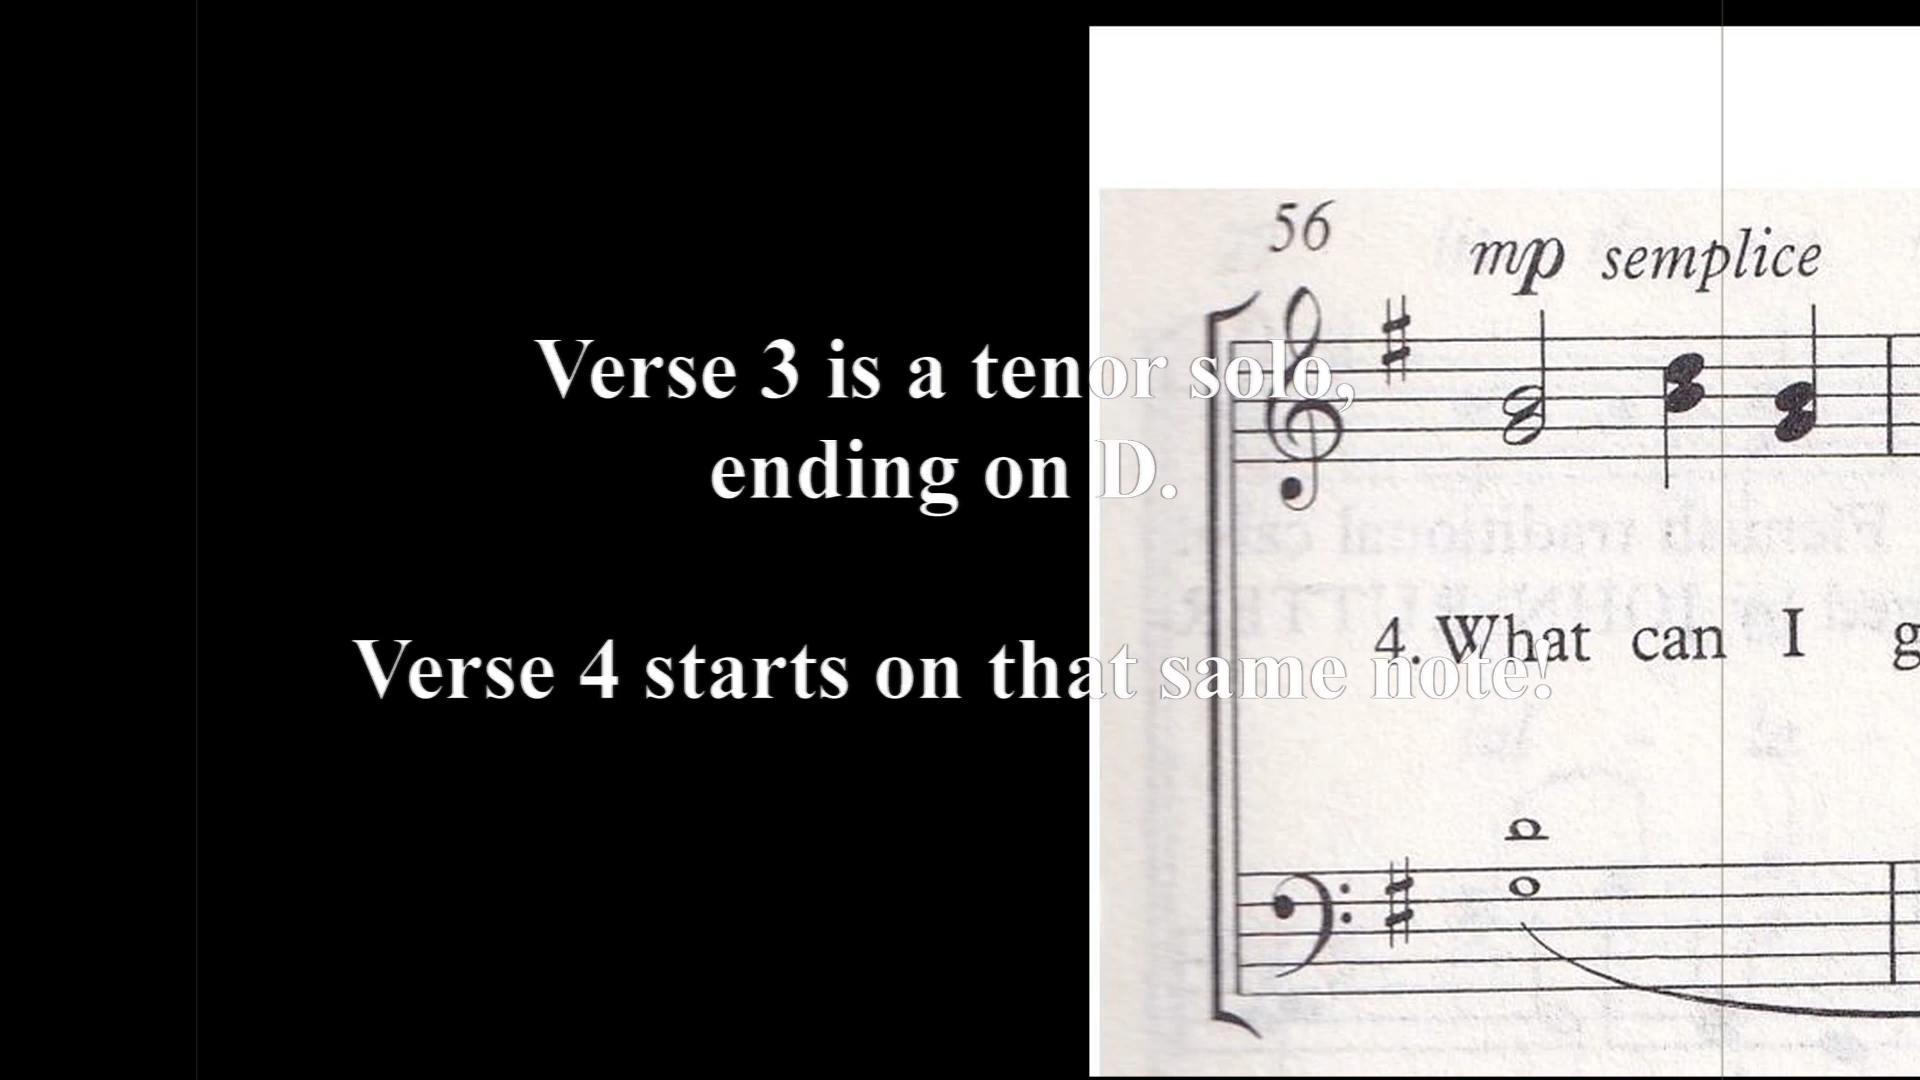 56
mp semplice
Verse 3 is a tenor solo,
ending on D.
4. What can I g
Verse 4 starts on that same note!